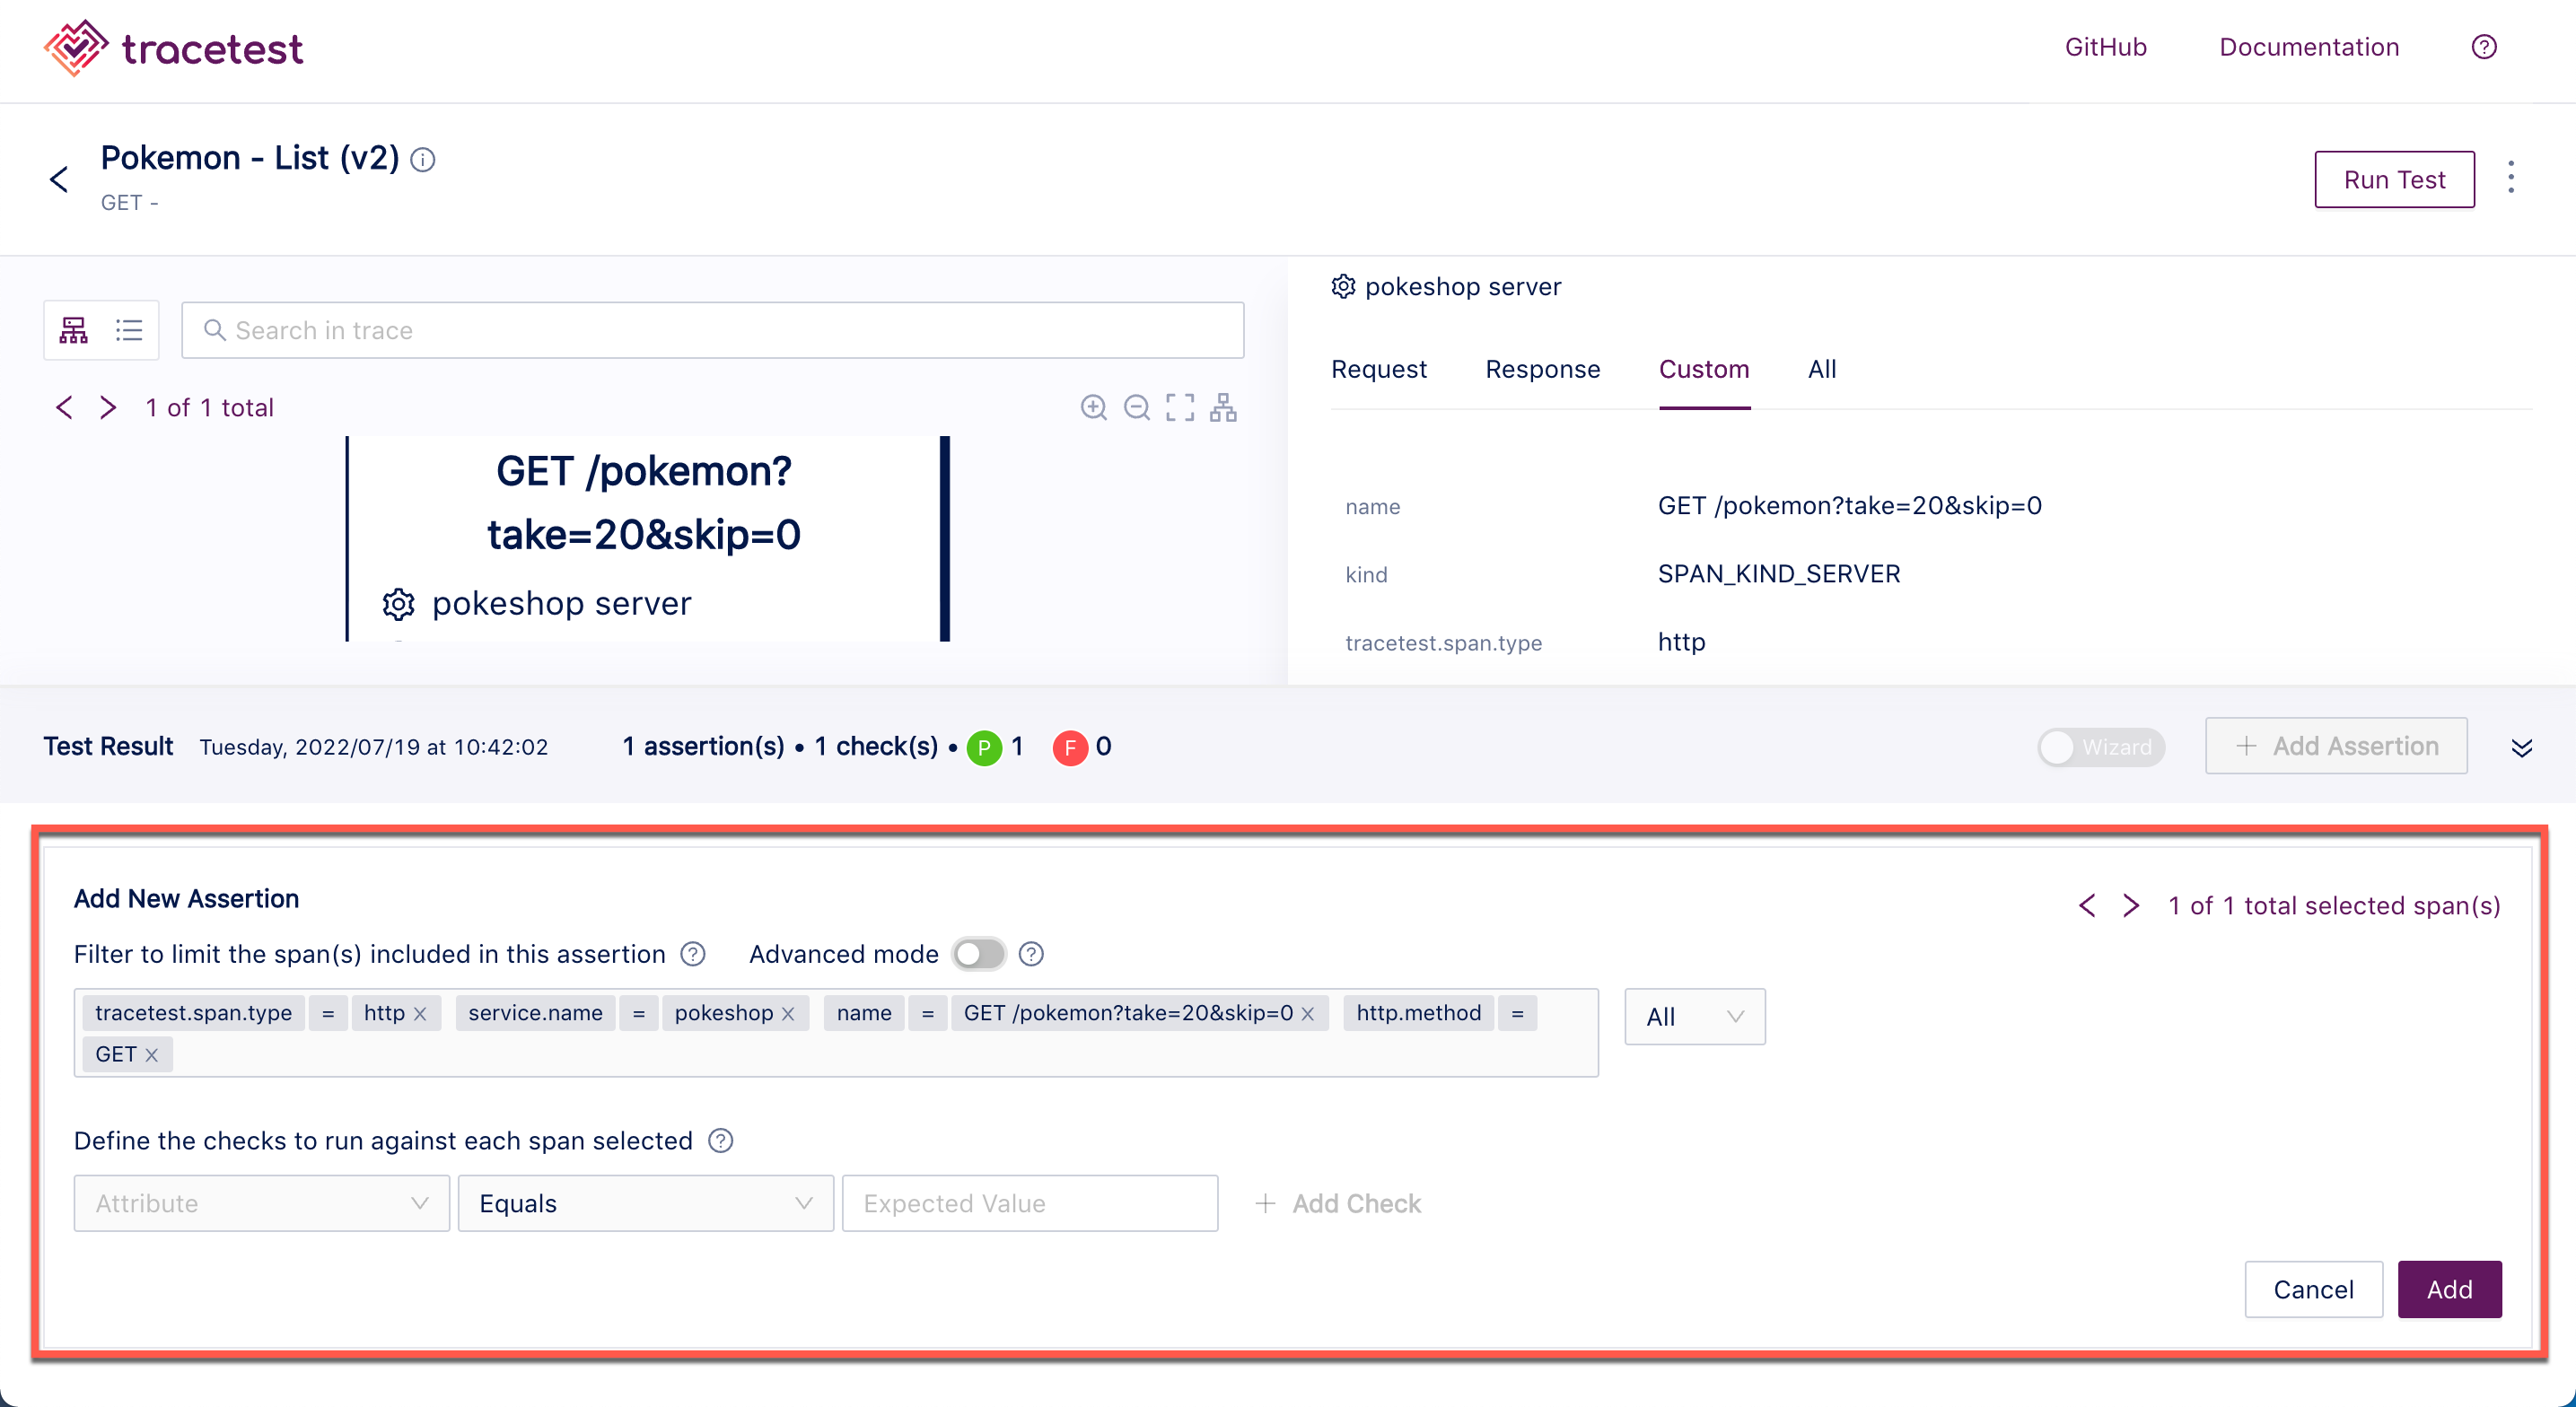 tracetest
GitHub Documentation
Pokemon - List (v2)
GET -
Run Test
Search in trace
1 of 1 total
GET /pokemon?
take=20&skip=0
pokeshop server
pokeshop server
Request Response Custom All
name GET /pokemon?take=20&skip=0
kind SPAN_KIND_SERVER
tracetest.span.type http
Test Result Tuesday, 2022/07/19 at 10:42:02 1 assertion(s) • 1 check(s) • P 1 F 0
Wizard + Add Assertion
Add New Assertion
1 of 1 total selected span(s)
Filter to limit the span(s) included in this assertion Advanced mode
tracetest.span.type = http service.name = pokeshop name = GET /pokemon?take=20&skip=0 http.method =
GET
All
Define the checks to run against each span selected
Attribute Equals Expected Value + Add Check
Cancel Add